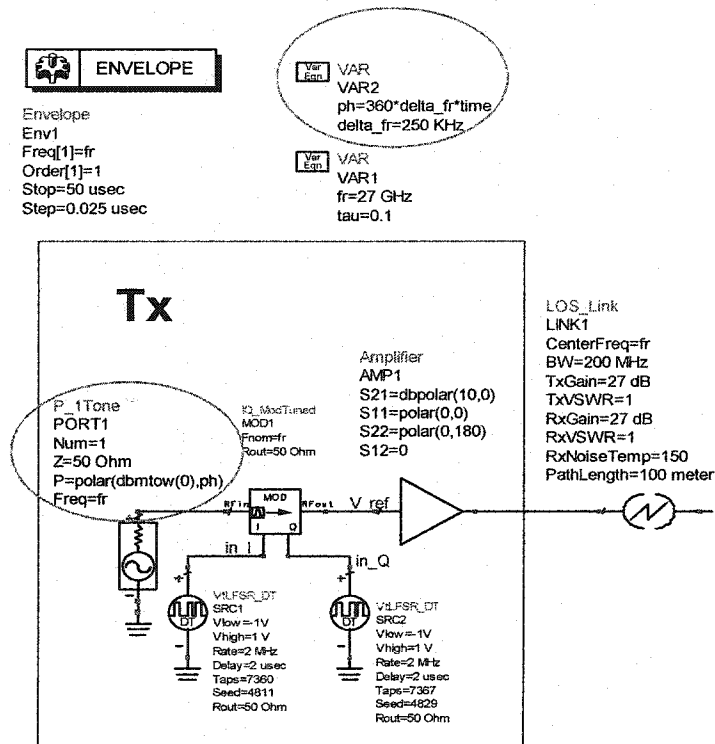 ENVELOPE
Envelope
Env1
Freq[1]=fr
Order[1]=1
Stop=50 usec
Step=0.025 usec
Var
Eqn
VAR
VAR2
ph=360*delta_fr*time
delta_fr=250 KHz
Var
Eqn
VAR
VAR1
fr=27 GHz
tau=0.1
Tx
P_1Tone
PORT1
Num=1
Z=50 Ohm
P=polar(dbmtow(0),ph)
Freq=fr
IQ_ModTuned
MOD1
Fnom=fr
Rout=50 Ohm
Amplifier
AMP1
S21=dbpolar(10,0)
S11=polar(0,0)
S22=polar(0,180)
S12=0
LOS_Link
LINK1
CenterFreq=fr
BW=200 MHz
TxGain=27 dB
TxVSWR=1
RxGain=27 dB
RxVSWR=1
RxNoiseTemp=150
PathLength=100 meter
RFin
MOD
I Q
RFout
V_ref
in_I
in_Q
DT
VtLFSR_DT
SRC1
Vlow=-1V
Vhigh=1 V
Rate=2 MHz
Delay=2 usec
Taps=7360
Seed=4811
Rout=50 Ohm
DT
VtLFSR_DT
SRC2
Vlow=-1V
Vhigh=1 V
Rate=2 MHz
Delay=2 usec
Taps=7367
Seed=4829
Rout=50 Ohm